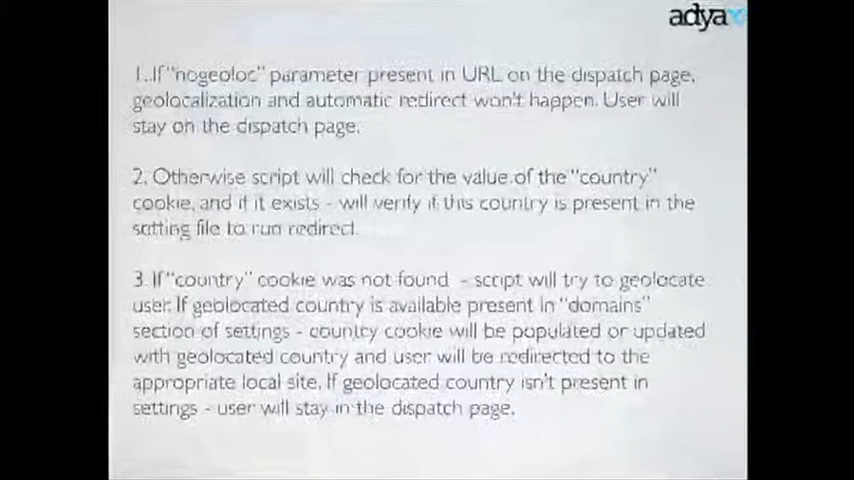 adyax
1. If "nogeoloc" parameter present in URL on the dispatch page,
geolocalization and automatic redirect won't happen. User will
stay on the dispatch page.
2. Otherwise script will check for the value of the "country"
cookie, and if it exists - will verify if this country is present in the
setting file to run redirect.
3. If "country" cookie was not found - script will try to geolocate
user. If geolocated country is available present in "domains"
section of settings - country cookie will be populated or updated
with geolocated country and user will be redirected to the
appropriate local site. If geolocated country isn't present in
settings - user will stay in the dispatch page.